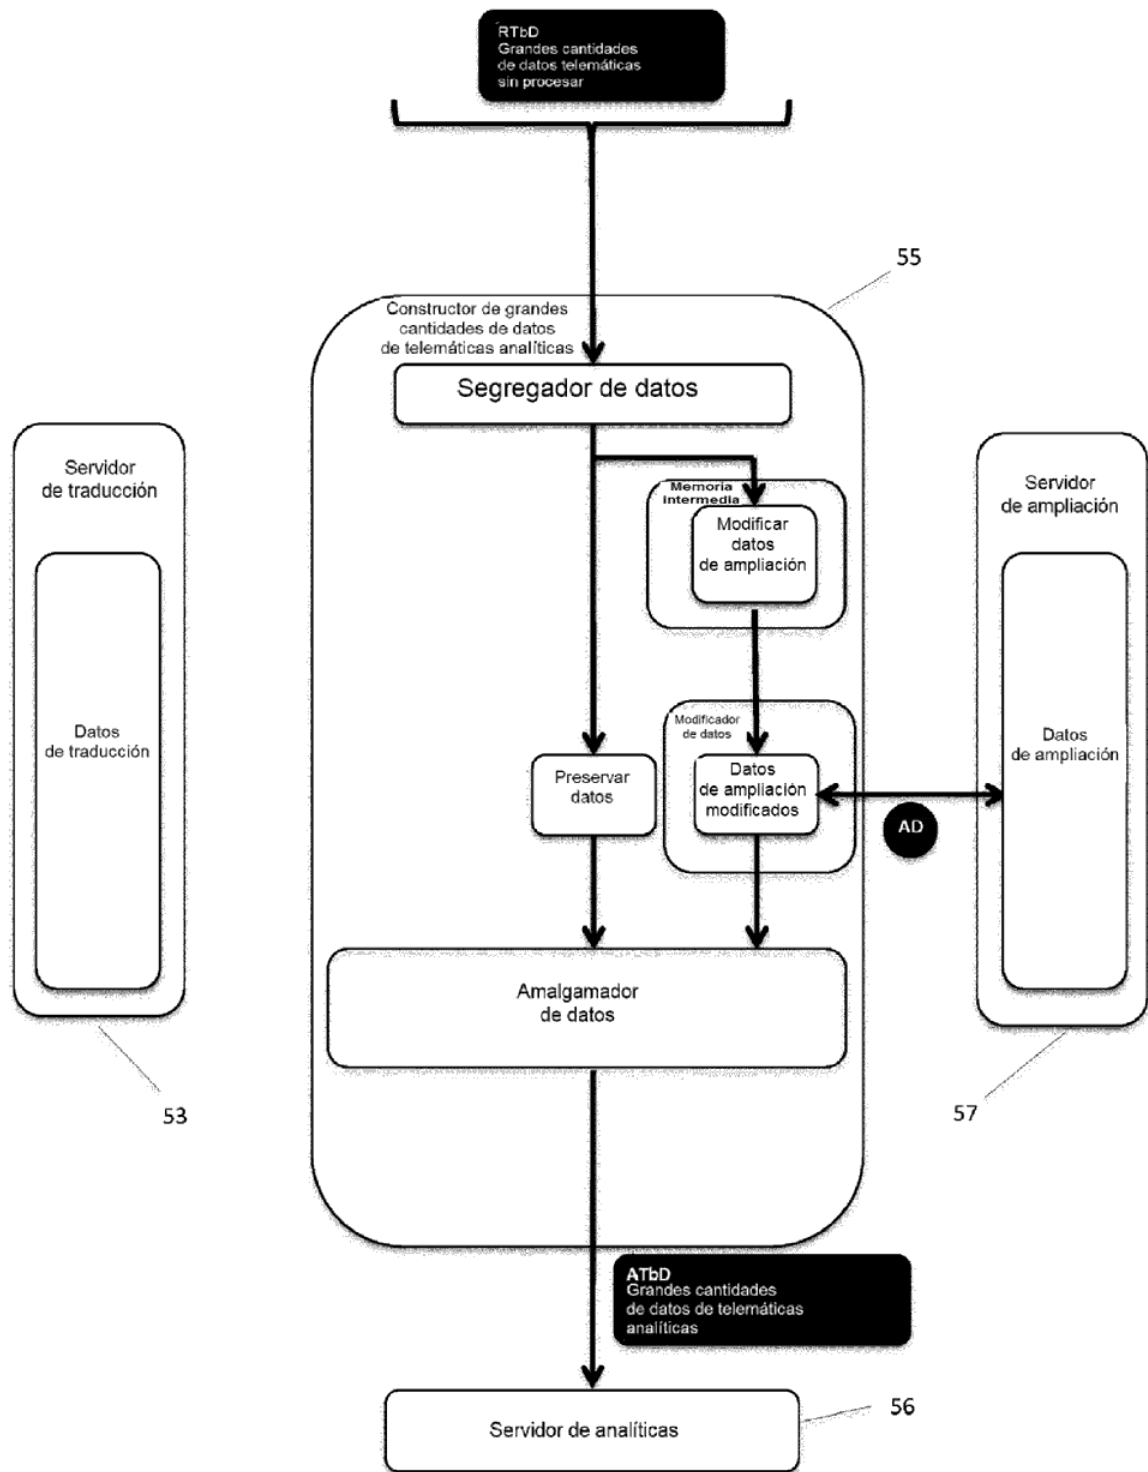 RTbD
Grandes cantidades
de datos telemáticas
sin procesar
55
Constructor de grandes
cantidades de datos
de telemáticas analíticas
Segregador de datos
Servidor
de traducción
Memoria
intermedia
Servidor
de ampliación
Modificar
datos
de ampliación
Datos
de traducción
Modificador
de datos
Datos
de ampliación
Preservar
datos
Datos
de ampliación
modificados
AD
Amalgamador
de datos
53
57
ATbD
Grandes cantidades
de datos de telemáticas
analíticas
56
Servidor de analíticas